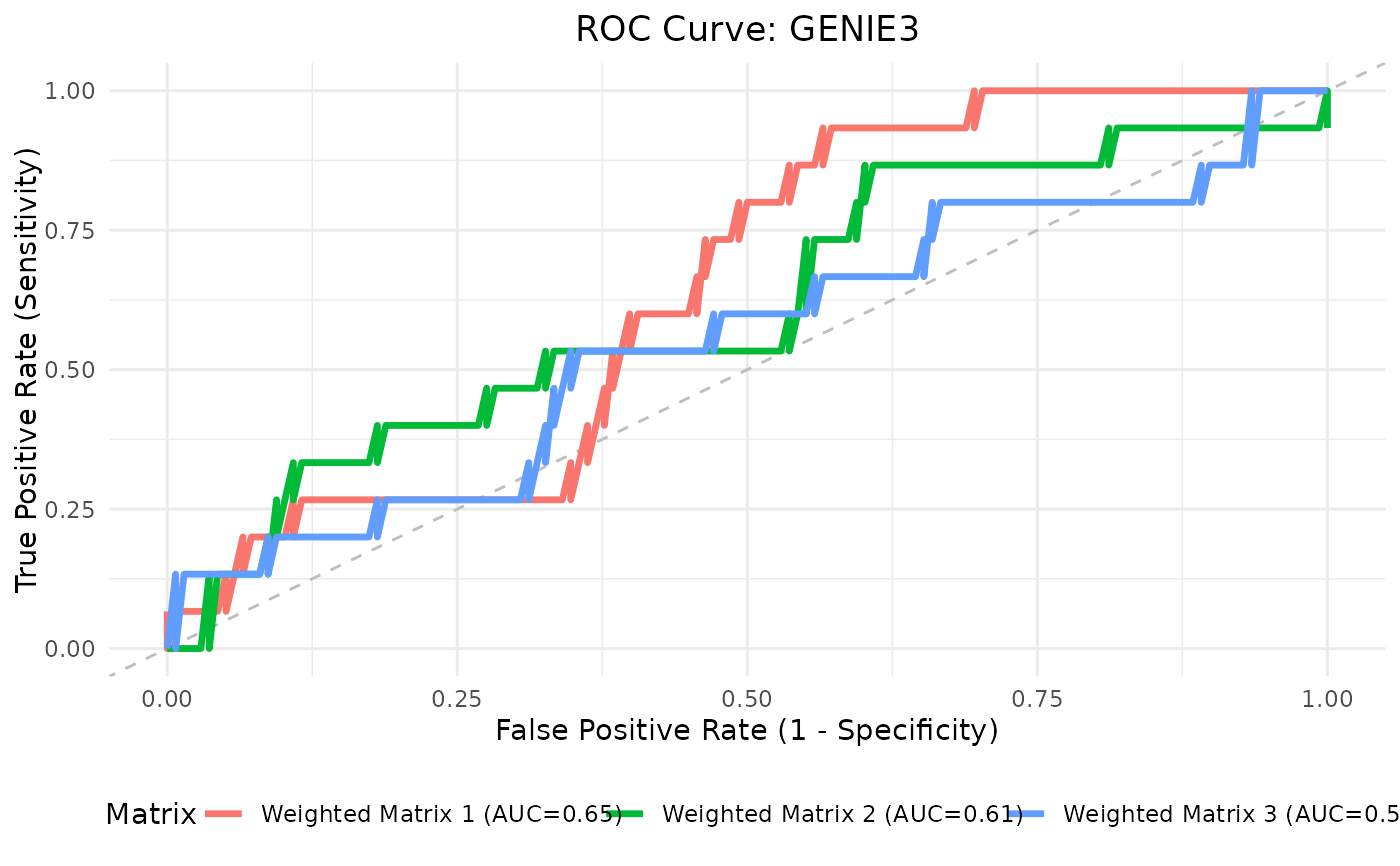 ROC Curve: GENIE3
True Positive Rate (Sensitivity)
1.00
0.75
0.50
0.25
0.00
0.00 0.25 0.50 0.75 1.00
False Positive Rate (1 - Specificity)
Matrix Weighted Matrix 1 (AUC=0.65) Weighted Matrix 2 (AUC=0.61) Weighted Matrix 3 (AUC=0.5